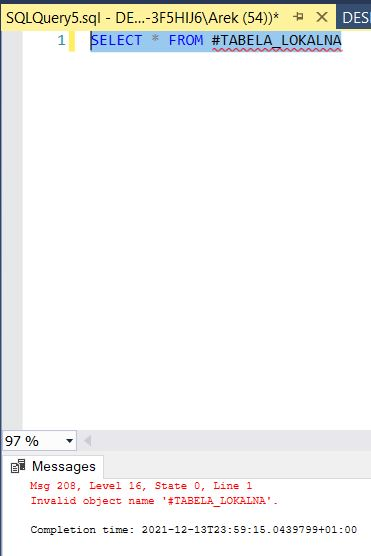 SQLQuery5.sql - DE...-3F5HIJ6\Arek (54))*
DES
1 SELECT * FROM #TABELA_LOKALNA
97 %
Messages
Msg 208, Level 16, State 0, Line 1
Invalid object name '#TABELA_LOKALNA'.
Completion time: 2021-12-13T23:59:15.0439799+01:00